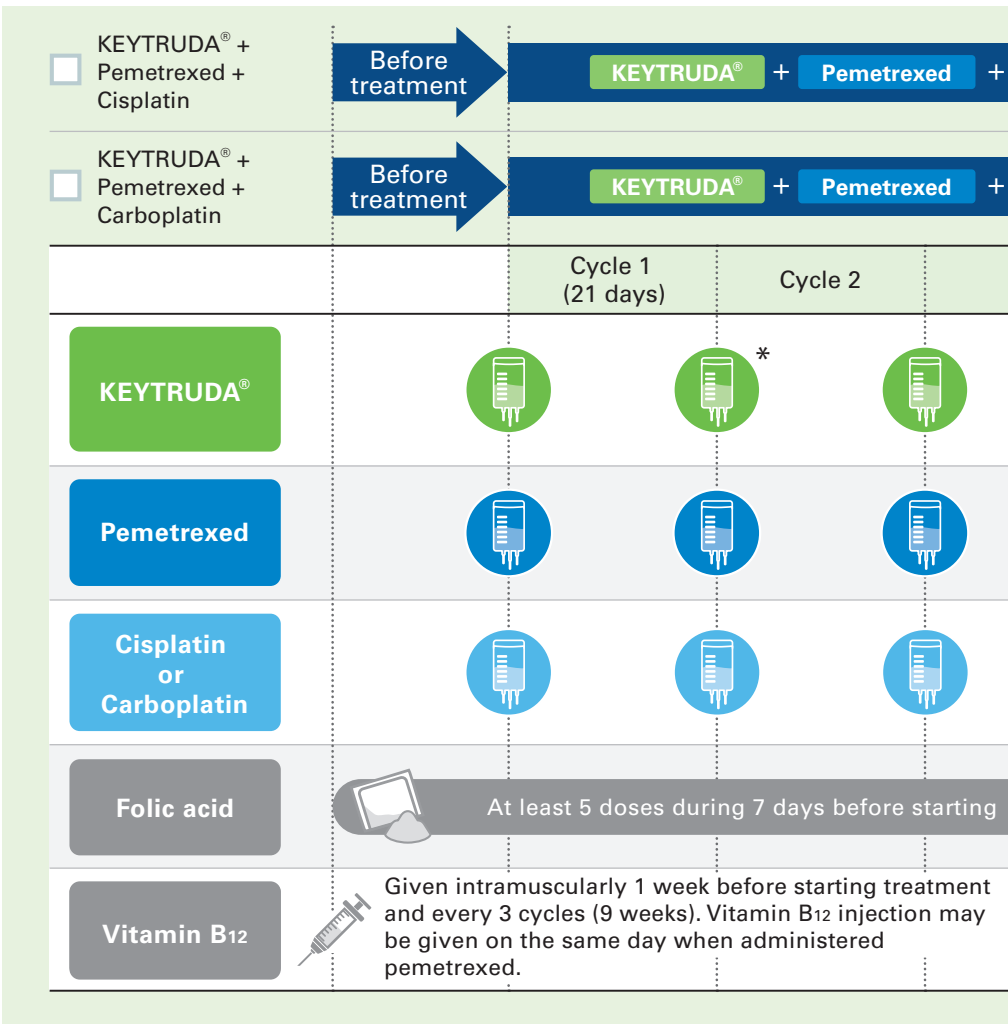 KEYTRUDA® +
Pemetrexed +
Cisplatin
Before
treatment
KEYTRUDA® + Pemetrexed +
KEYTRUDA® +
Pemetrexed +
Carboplatin
Before
treatment
KEYTRUDA® + Pemetrexed +
Cycle 1
(21 days)
Cycle 2
KEYTRUDA®
*
Pemetrexed
Cisplatin
or
Carboplatin
Folic acid
At least 5 doses during 7 days before starting
Vitamin B12
Given intramuscularly 1 week before starting treatment
and every 3 cycles (9 weeks). Vitamin B12 injection may
be given on the same day when administered
pemetrexed.